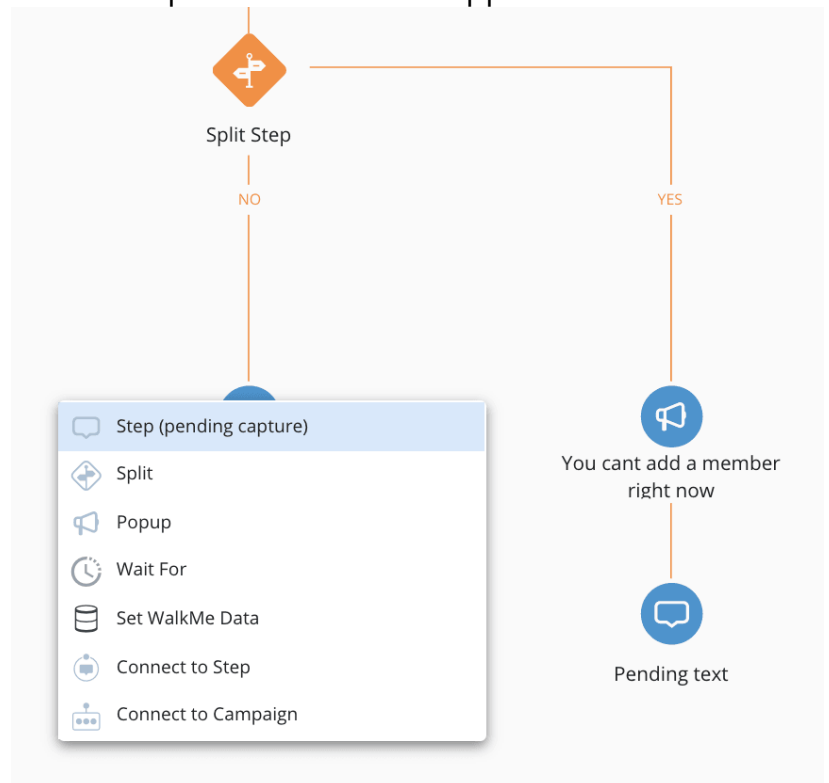 Split Step
NO
YES
Step (pending capture)
Split
Popup
Wait For
Set WalkMe Data
Connect to Step
Connect to Campaign
You cant add a member
right now
Pending text